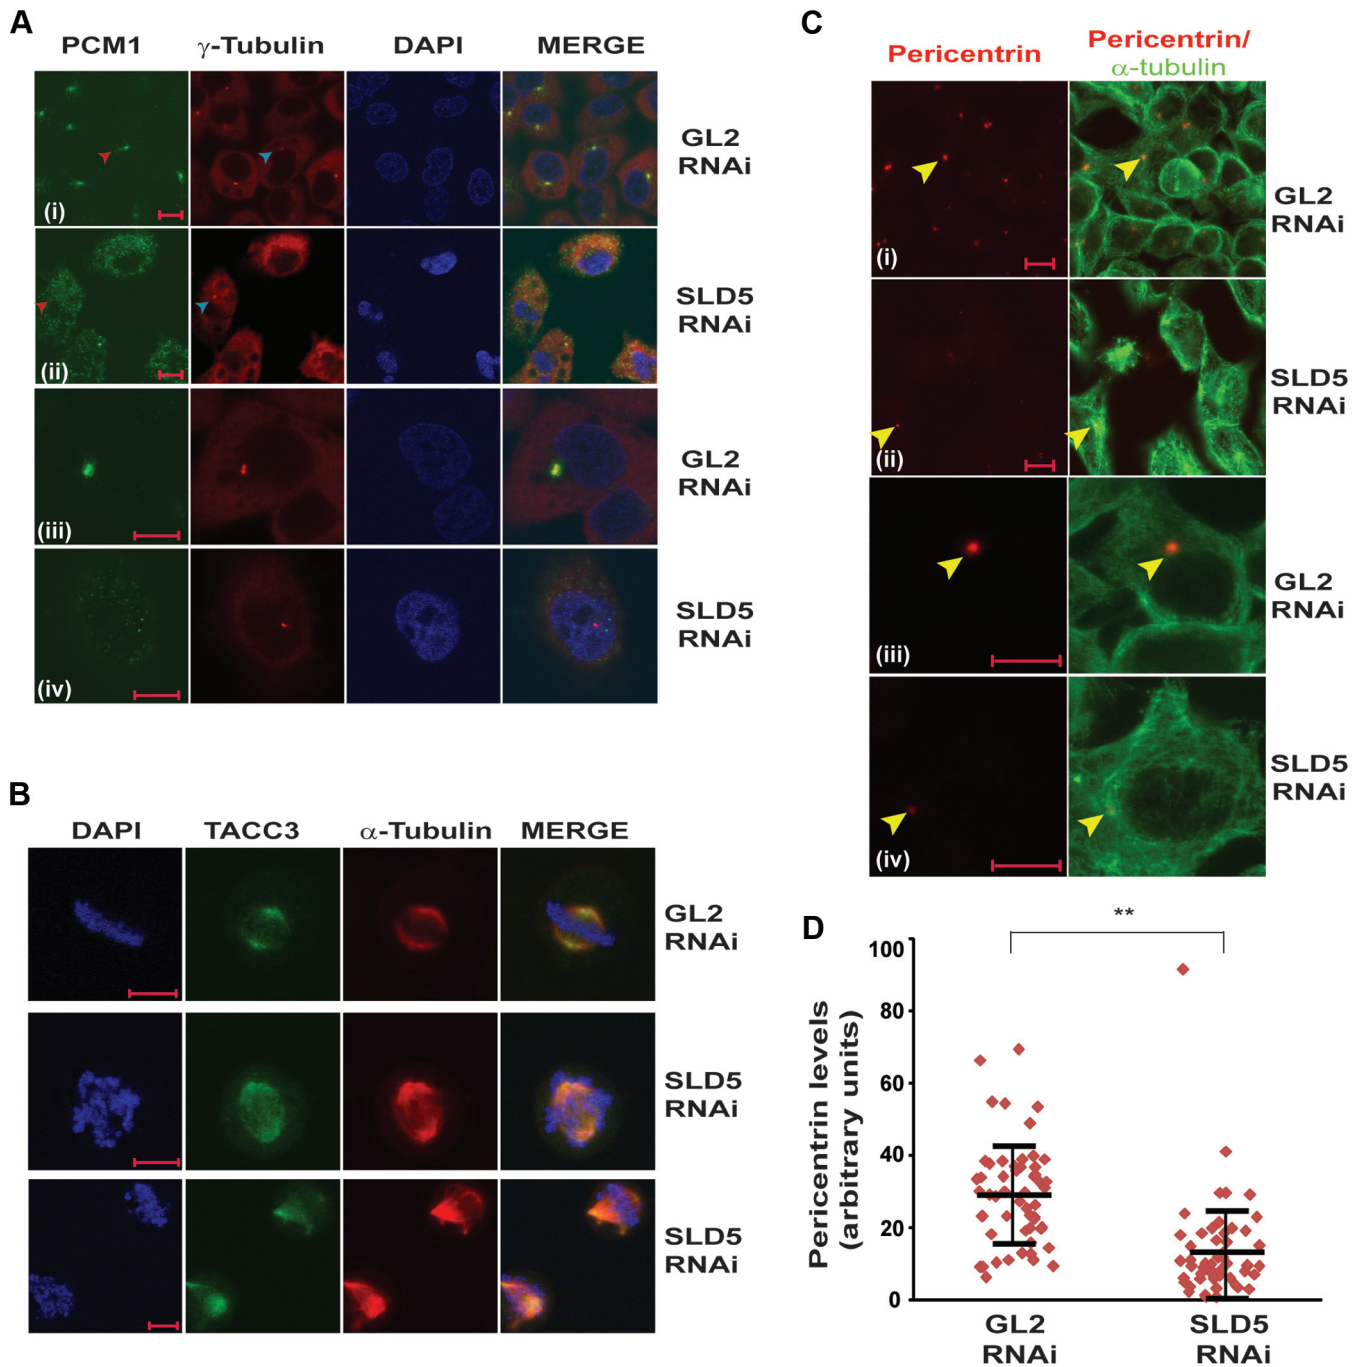 A
PCM1 γ-Tubulin DAPI MERGE
(i)
GL2
RNAi
(ii)
SLD5
RNAi
(iii)
GL2
RNAi
(iv)
SLD5
RNAi
B
DAPI TACC3 α-Tubulin MERGE
GL2
RNAi
SLD5
RNAi
SLD5
RNAi
C
Pericentrin
Pericentrin/
α-tubulin
(i)
GL2
RNAi
(ii)
SLD5
RNAi
(iii)
GL2
RNAi
(iv)
SLD5
RNAi
D
**
Pericentrin levels
(arbitrary units)
100
80
60
40
20
0
GL2
RNAi
SLD5
RNAi